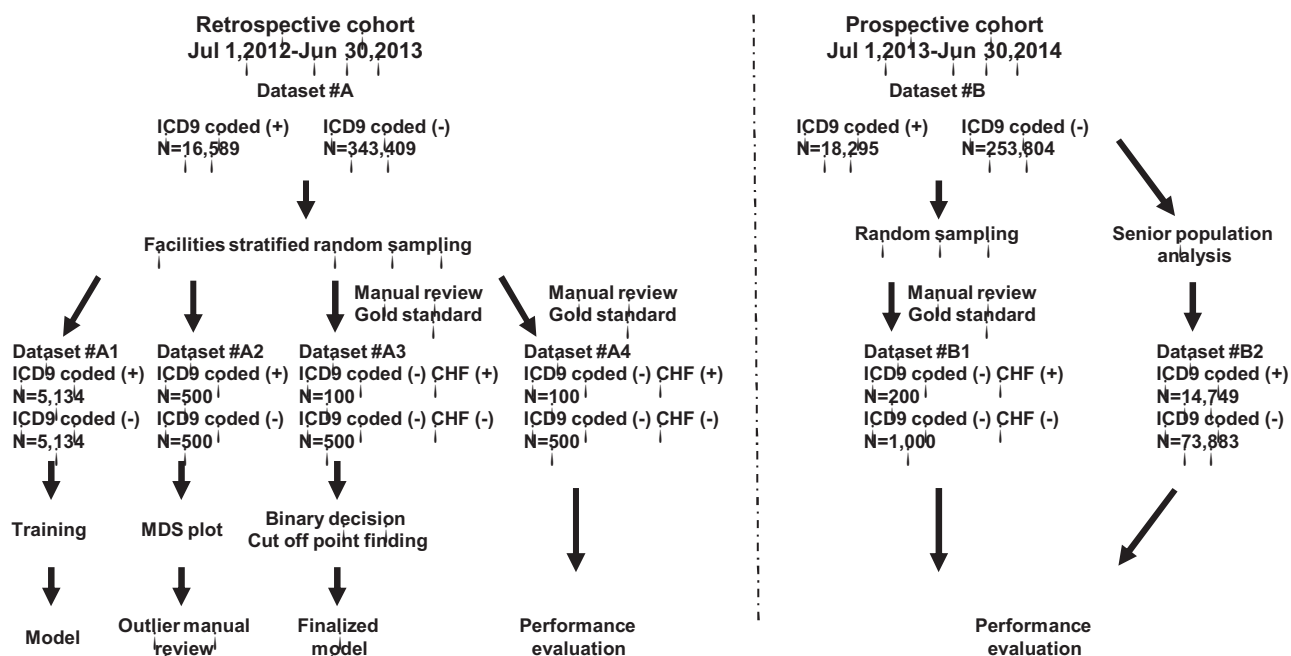 Retrospective cohort
Jul 1,2012-Jun 30,2013
Dataset #A
ICD9 coded (+)
N=16,589
ICD9 coded (-)
N=343,409
Facilities stratified random sampling
Manual review
Gold standard
Manual review
Gold standard
Dataset #A1
ICD9 coded (+)
N=5,134
ICD9 coded (-)
N=5,134
Dataset #A2
ICD9 coded (+)
N=500
ICD9 coded (-)
N=500
Dataset #A3
ICD9 coded (-) CHF (+)
N=100
ICD9 coded (-) CHF (-)
N=500
Dataset #A4
ICD9 coded (-) CHF (+)
N=100
ICD9 coded (-) CHF (-)
N=500
Training
MDS plot
Binary decision
Cut off point finding
Model
Outlier manual
review
Finalized
model
Performance
evaluation
Prospective cohort
Jul 1,2013-Jun 30,2014
Dataset #B
ICD9 coded (+)
N=18,295
ICD9 coded (-)
N=253,804
Random sampling
Senior population
analysis
Manual review
Gold standard
Dataset #B1
ICD9 coded (-) CHF (+)
N=200
ICD9 coded (-) CHF (-)
N=1,000
Dataset #B2
ICD9 coded (+)
N=14,749
ICD9 coded (-)
N=73,883
Performance
evaluation